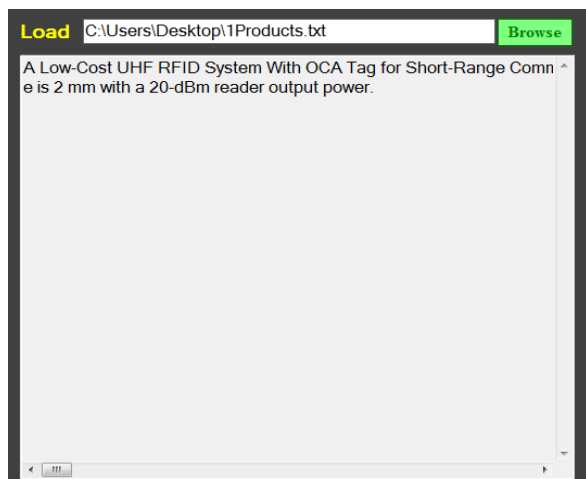 Load C:\Users\Desktop\1Products.txt Browse
A Low-Cost UHF RFID System With OCA Tag for Short-Range Comm
e is 2 mm with a 20-dBm reader output power.